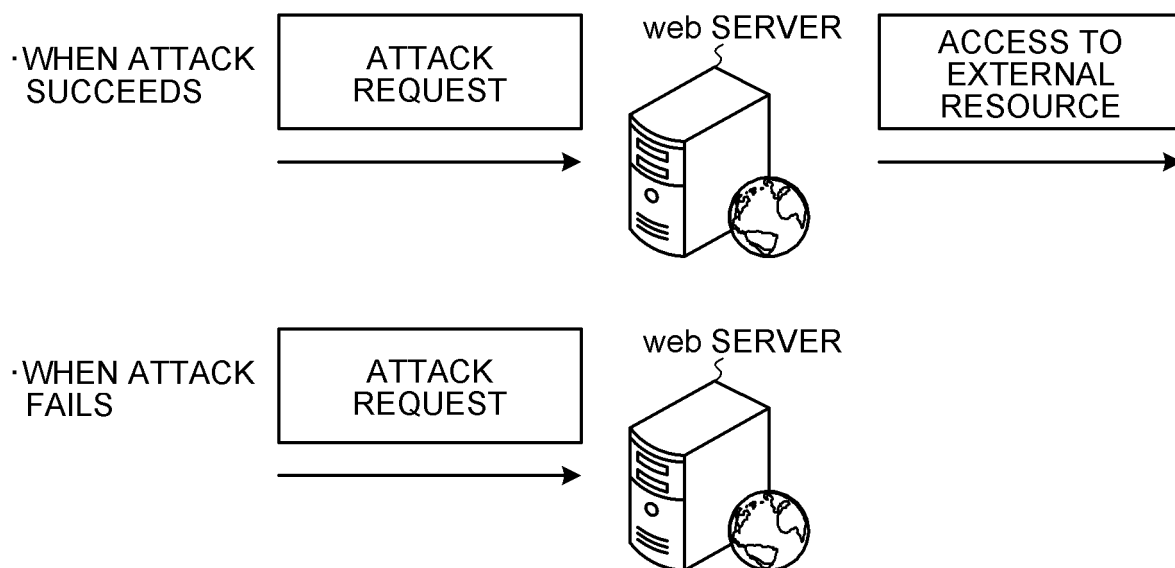 ·WHEN ATTACK
SUCCEEDS
ATTACK
REQUEST
web SERVER
ACCESS TO
EXTERNAL
RESOURCE
·WHEN ATTACK
FAILS
ATTACK
REQUEST
web SERVER